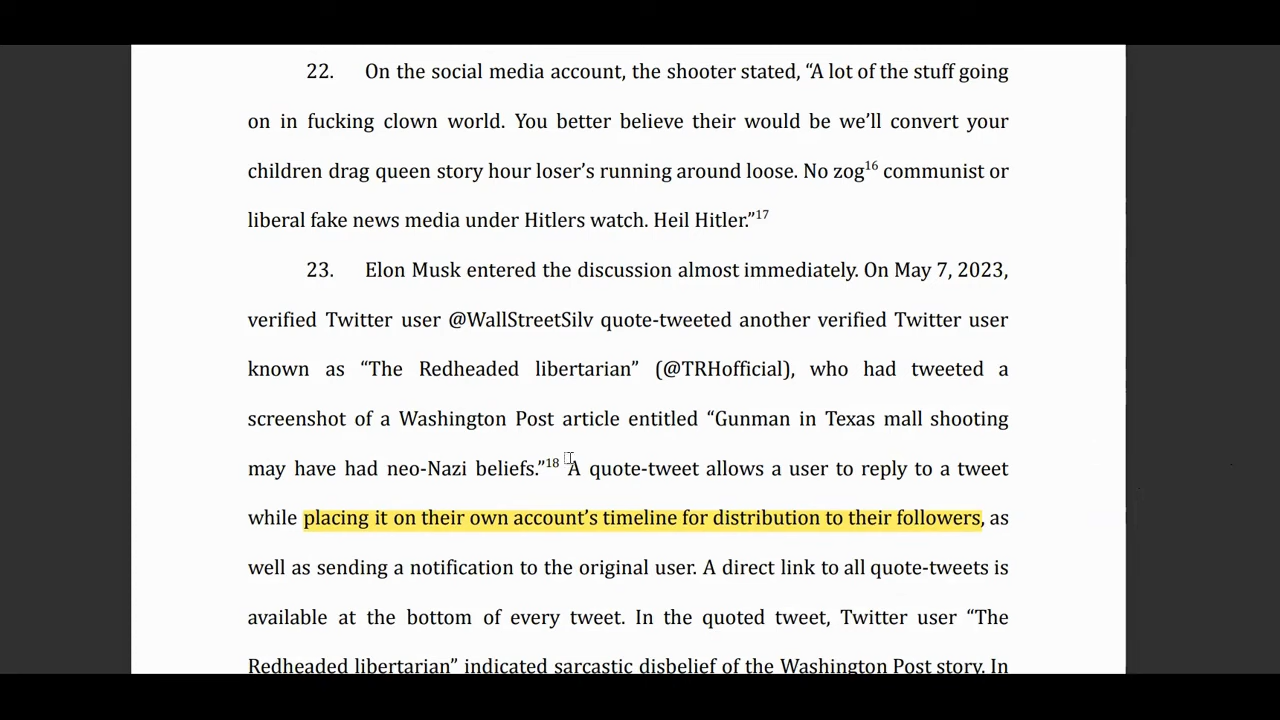 22. On the social media account, the shooter stated, “A lot of the stuff going
on in fucking clown world. You better believe their would be we’ll convert your
children drag queen story hour loser’s running around loose. No zog16 communist or
liberal fake news media under Hitlers watch. Heil Hitler.”17
23. Elon Musk entered the discussion almost immediately. On May 7, 2023,
verified Twitter user @WallStreetSilv quote-tweeted another verified Twitter user
known as “The Redheaded libertarian” (@TRHofficial), who had tweeted a
screenshot of a Washington Post article entitled “Gunman in Texas mall shooting
may have had neo-Nazi beliefs.”18 A quote-tweet allows a user to reply to a tweet
while placing it on their own account’s timeline for distribution to their followers, as
well as sending a notification to the original user. A direct link to all quote-tweets is
available at the bottom of every tweet. In the quoted tweet, Twitter user “The
Redheaded libertarian” indicated sarcastic disbelief of the Washington Post story. In